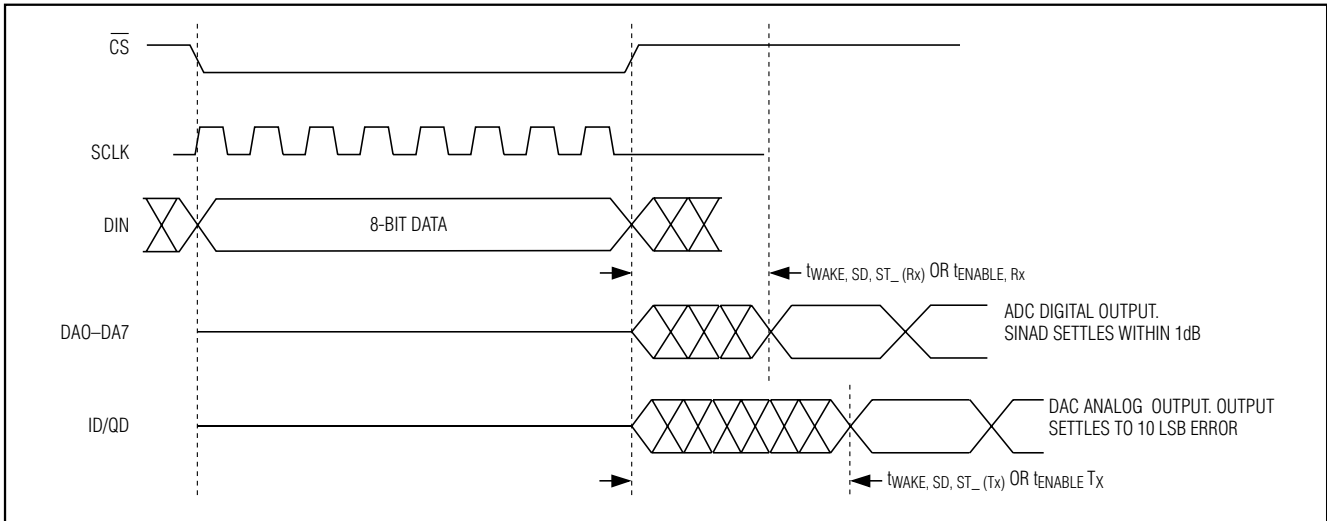 CS
SCLK
DIN
8-BIT DATA
tWAKE, SD, ST_ (Rx) OR tENABLE, Rx
DA0–DA7
ADC DIGITAL OUTPUT.
SINAD SETTLES WITHIN 1dB
ID/QD
DAC ANALOG OUTPUT. OUTPUT
SETTLES TO 10 LSB ERROR
tWAKE, SD, ST_ (Tx) OR tENABLE TX